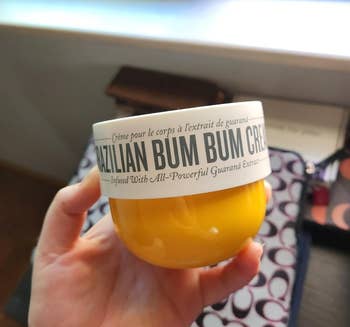 Crème pour le corps à l'extrait de guaraná
AZILIAN BUM BUM CRE
Infused With All-Powerful Guaraná Extract